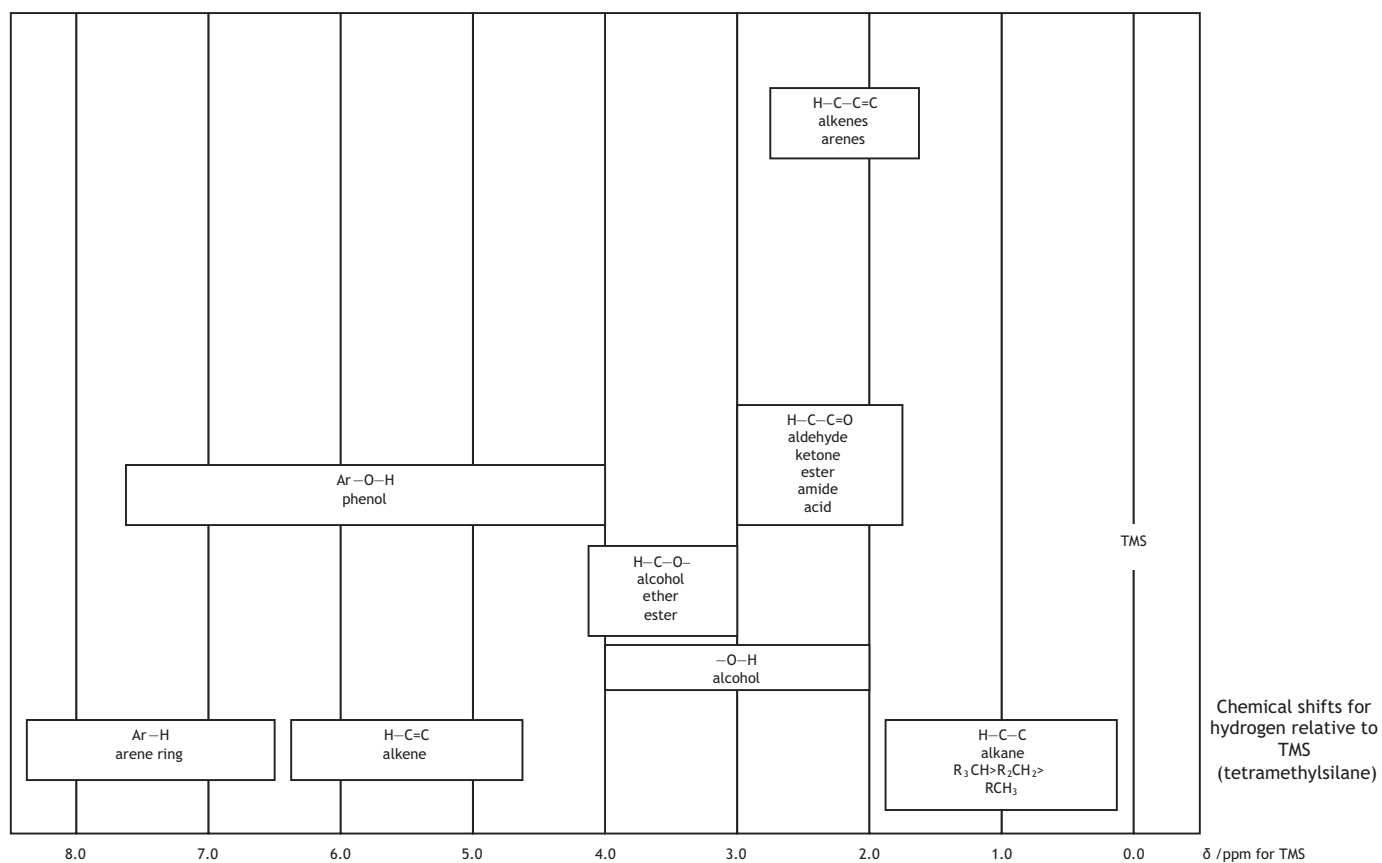 H—C—C=C
alkenes
arenes
H—C—C=O
aldehyde
ketone
ester
amide
acid
Ar—O—H
phenol
TMS
H—C—O—
alcohol
ether
ester
—O—H
alcohol
Ar—H
arene ring
H—C=C
alkene
H—C—C
alkane
R₃CH>R₂CH₂>
RCH₃
Chemical shifts for
hydrogen relative to
TMS
(tetramethylsilane)
8.0 7.0 6.0 5.0 4.0 3.0 2.0 1.0 0.0 δ /ppm for TMS